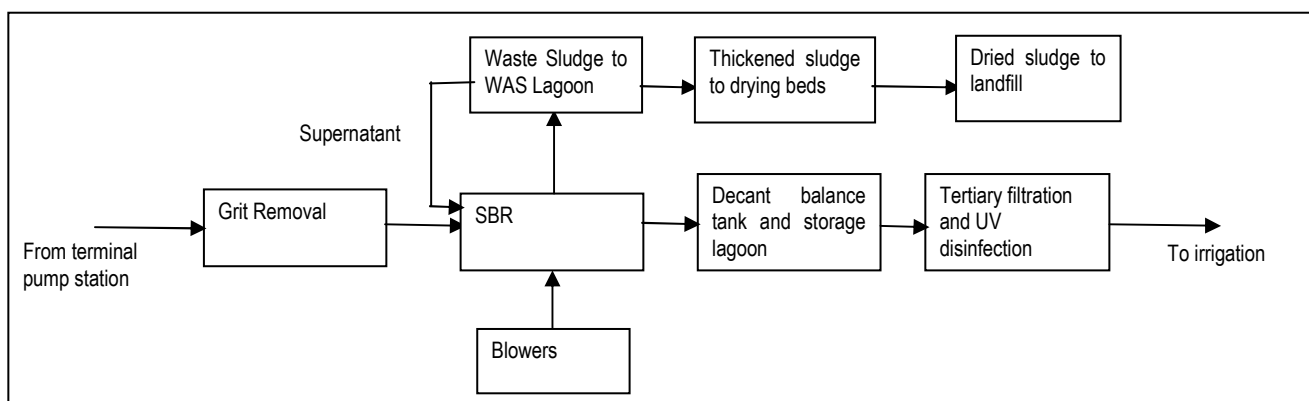 Waste Sludge to
WAS Lagoon
Thickened sludge
to drying beds
Dried sludge to
landfill
Supernatant
Grit Removal
SBR
Decant balance
tank and storage
lagoon
Tertiary filtration
and UV
disinfection
From terminal
pump station
To irrigation
Blowers